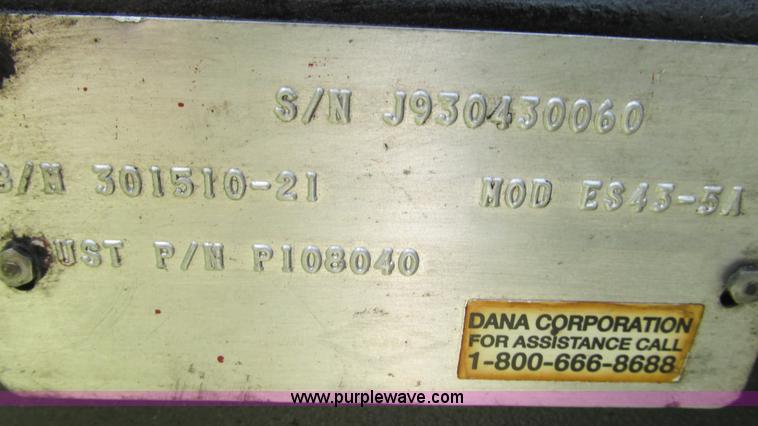 S/N J930430060
B/M 301510-21 MOD ES43-5A
UST P/N P108040
DANA CORPORATION
FOR ASSISTANCE CALL
1-800-666-8688
www.purplewave.com